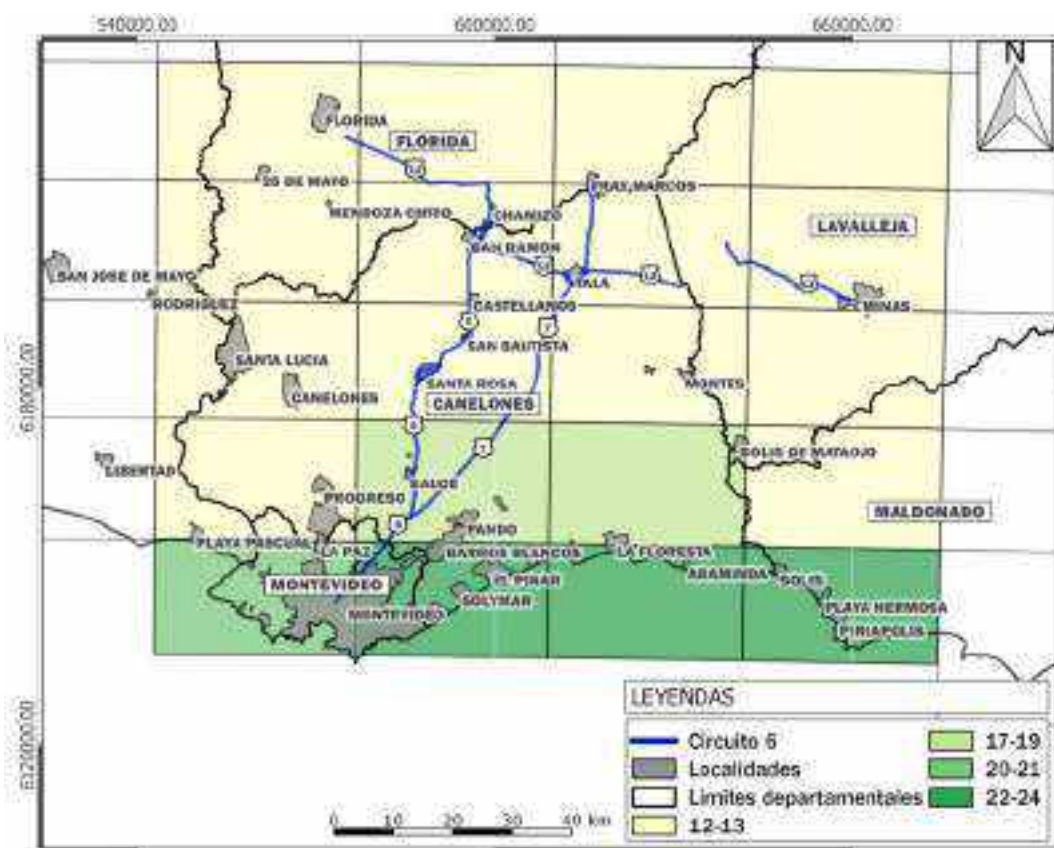 540000.00 600000.00 660000.00
N
FLORIDA
FLORIDA
25 DE MAYO
FRAY MARCOS
MENDOZA CHICO
CHAMIZO
LAVALLEJA
SAN RAMON
SAN JOSE DE MAYO
TALA
RODRIGUEZ
CASTELLANOS
MINAS
SAN BAUTISTA
SANTA LUCIA
6180000.00
SANTA ROSA
MONTES
CANELONES
CANELONES
6
7
SOLIS DE MATAOJO
LIBERTAD
SAUCE
PROGRESO
MALDONADO
PANDO
PLAYA PASCUAL
LA PAZ
BARROS BLANCOS
LA FLORESTA
MONTEVIDEO
EL PINAR
ARAMINDA
SOLIS
MONTEVIDEO
SOLYMAR
PLAYA HERMOSA
PIRIAPOLIS
6120000.00
LEYENDAS
Circuito 6
Localidades
Limites departamentales
12-13
17-19
20-21
22-24
0 10 20 30 40 km